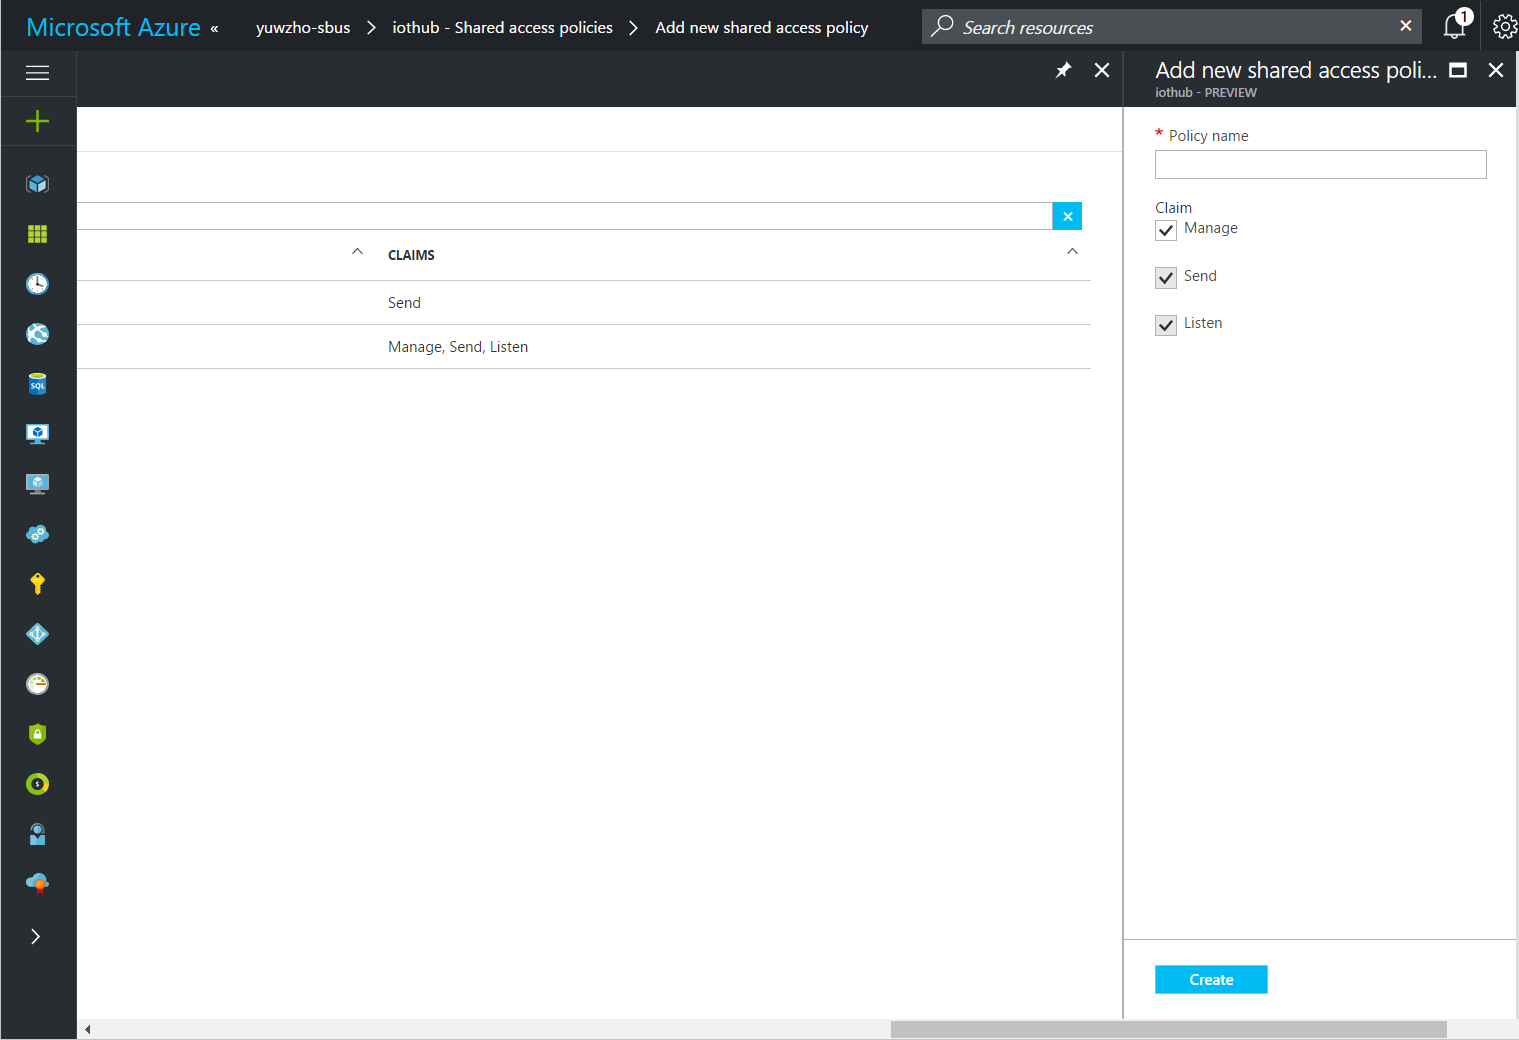 Microsoft Azure «
yuwzho-sbus > iothub - Shared access policies > Add new shared access policy
Search resources
1
Add new shared access poli...
iothub - PREVIEW
* Policy name
Claim
Manage
Send
Listen
CLAIMS
Send
Manage, Send, Listen
SQL
$
Create